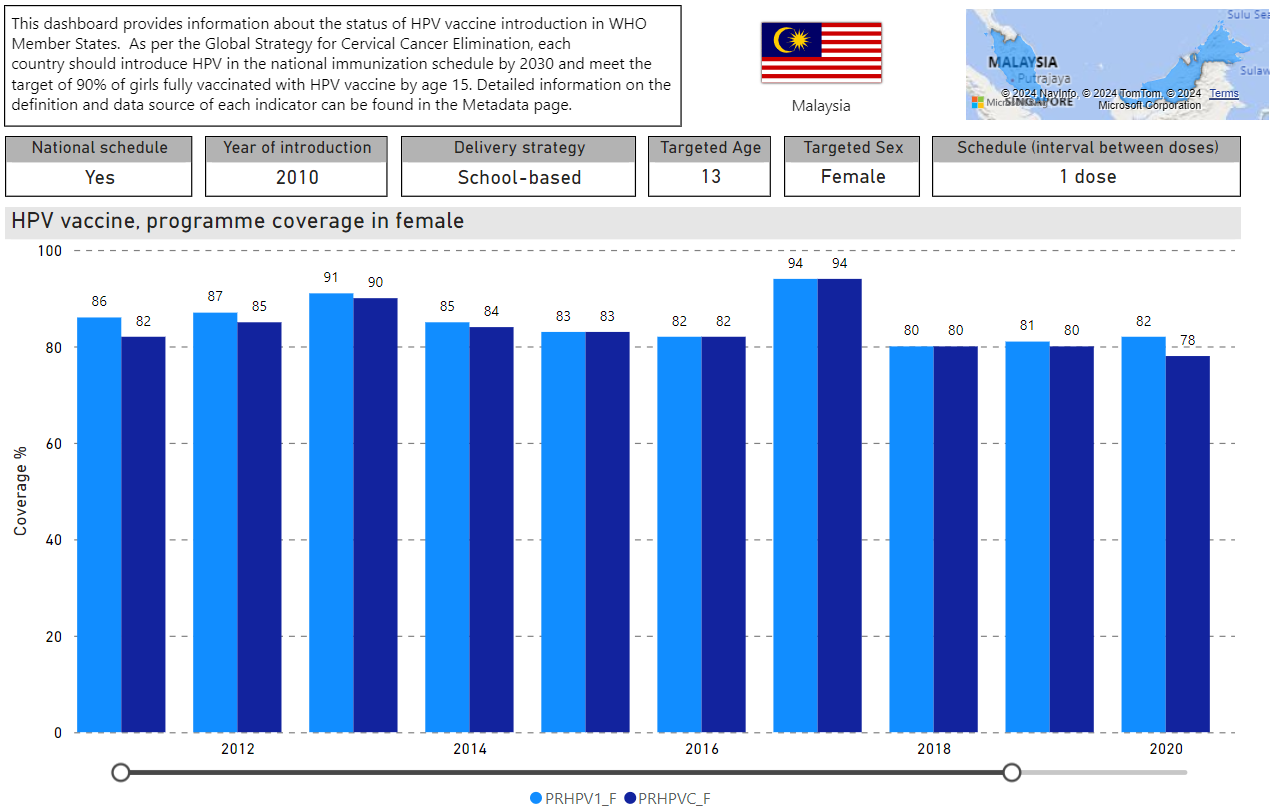 This dashboard provides information about the status of HPV vaccine introduction in WHO
Member States.  As per the Global Strategy for Cervical Cancer Elimination, each
country should introduce HPV in the national immunization schedule by 2030 and meet the
target of 90% of girls fully vaccinated with HPV vaccine by age 15. Detailed information on the
definition and data source of each indicator can be found in the Metadata page.
Malaysia
Sulu Sea
MALAYSIA
Putrajaya
Sulaw
© 2024 NavInfo, © 2024 TomTom, © 2024
Terms
SINGAPORE
Microsoft Corporation
National schedule
Yes
Year of introduction
2010
Delivery strategy
School-based
Targeted Age
13
Targeted Sex
Female
Schedule (interval between doses)
1 dose
HPV vaccine, programme coverage in female
Coverage %
100
80
60
40
20
0
86 82 87 85 91 90 85 84 83 83 82 82 94 94 80 80 81 80 82 78
2012 2014 2016 2018 2020
PRHPV1_F PRHPVC_F